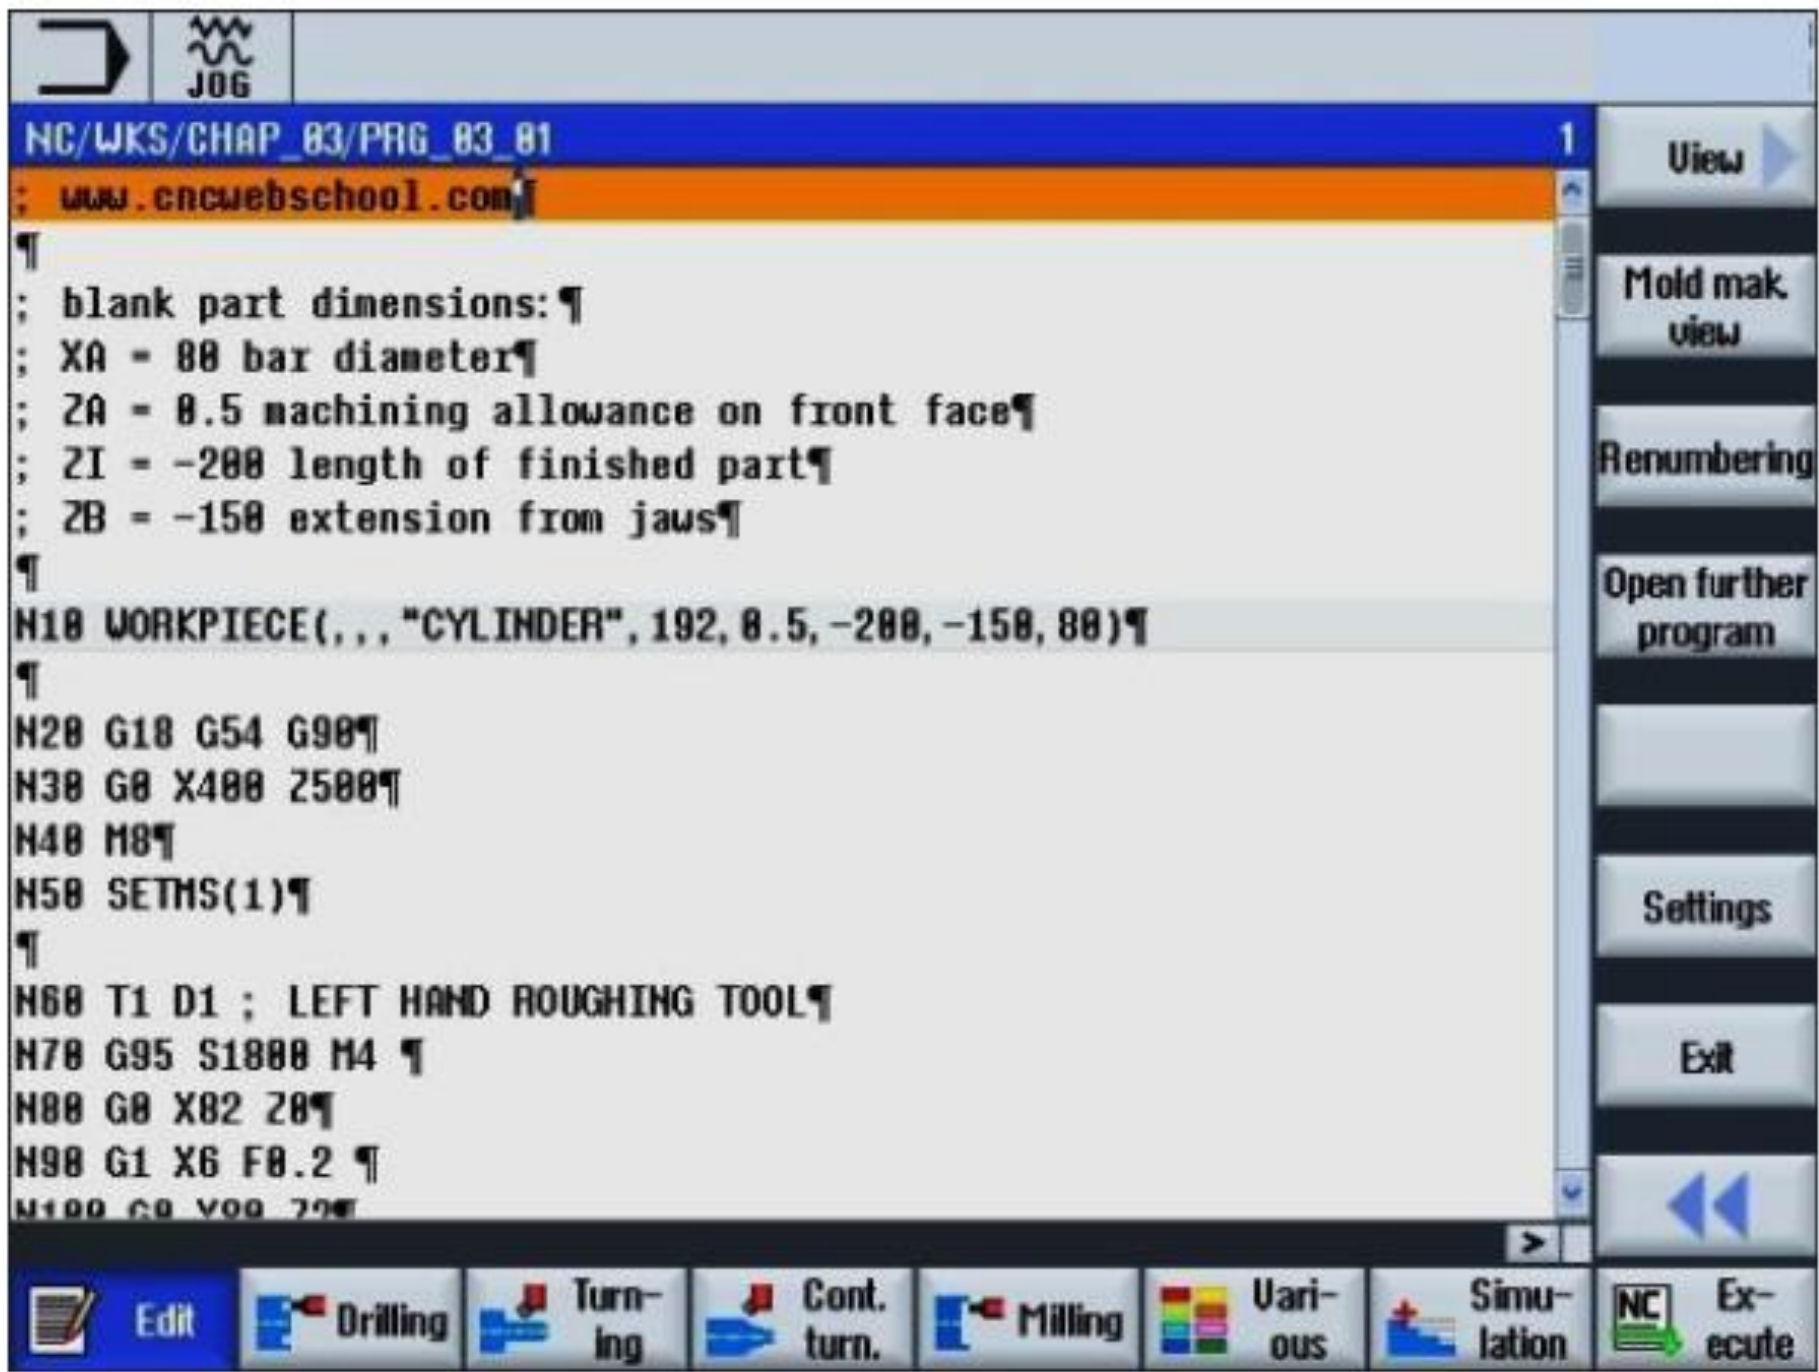 JOG
NC/WKS/CHAP_03/PRG_03_01 1
; www.cncwebschool.com¶
¶
; blank part dimensions:¶
; XA = 80 bar diameter¶
; ZA = 0.5 machining allowance on front face¶
; ZI = -200 length of finished part¶
; ZB = -150 extension from jaws¶
¶
N10 WORKPIECE(,,,"CYLINDER",192,0.5,-200,-150,80)¶
¶
N20 G18 G54 G90¶
N30 G0 X400 Z500¶
N40 M8¶
N50 SETMS(1)¶
¶
N60 T1 D1 ; LEFT HAND ROUGHING TOOL¶
N70 G95 S1800 M4 ¶
N80 G0 X82 Z0¶
N90 G1 X6 F0.2 ¶
View
Mold mak.
view
Renumbering
Open further
program
Settings
Exit
Edit
Drilling
Turn-
ing
Cont.
turn.
Milling
Vari-
ous
Simu-
lation
NC
Ex-
ecute